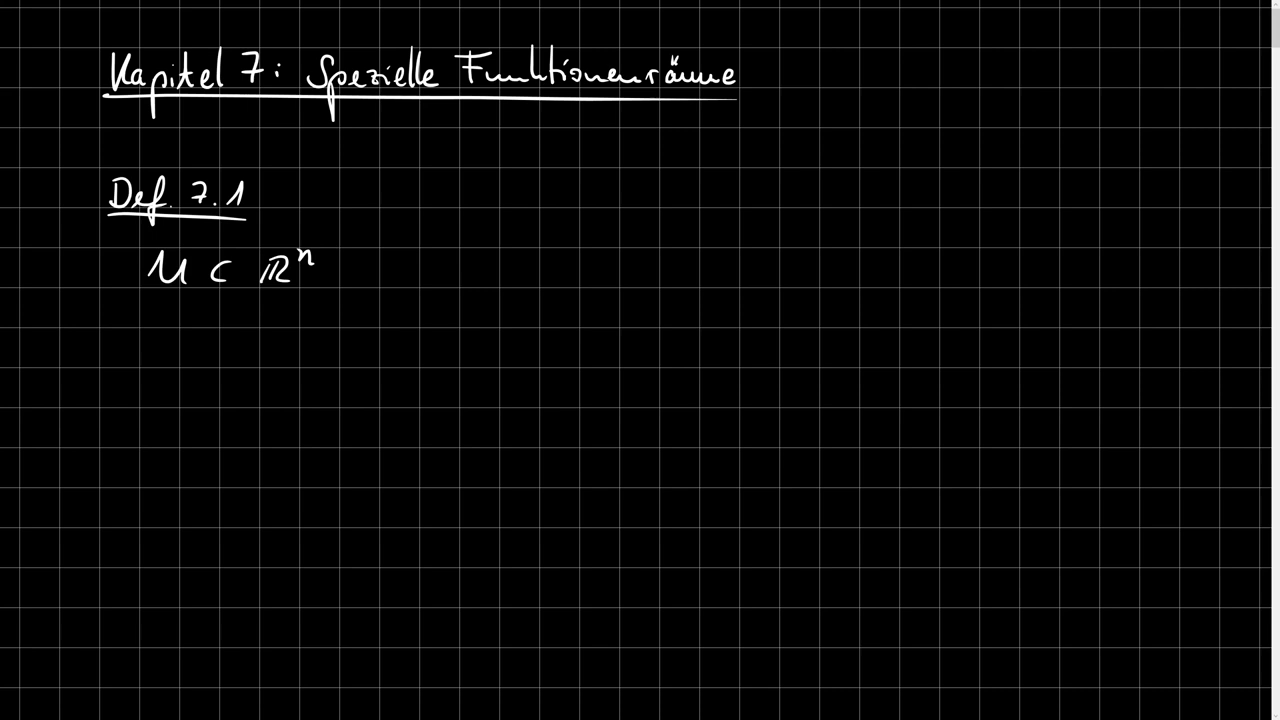 Kapitel 7: Spezielle Funktionenräume
Def. 7.1
U ⊂ ℝⁿ